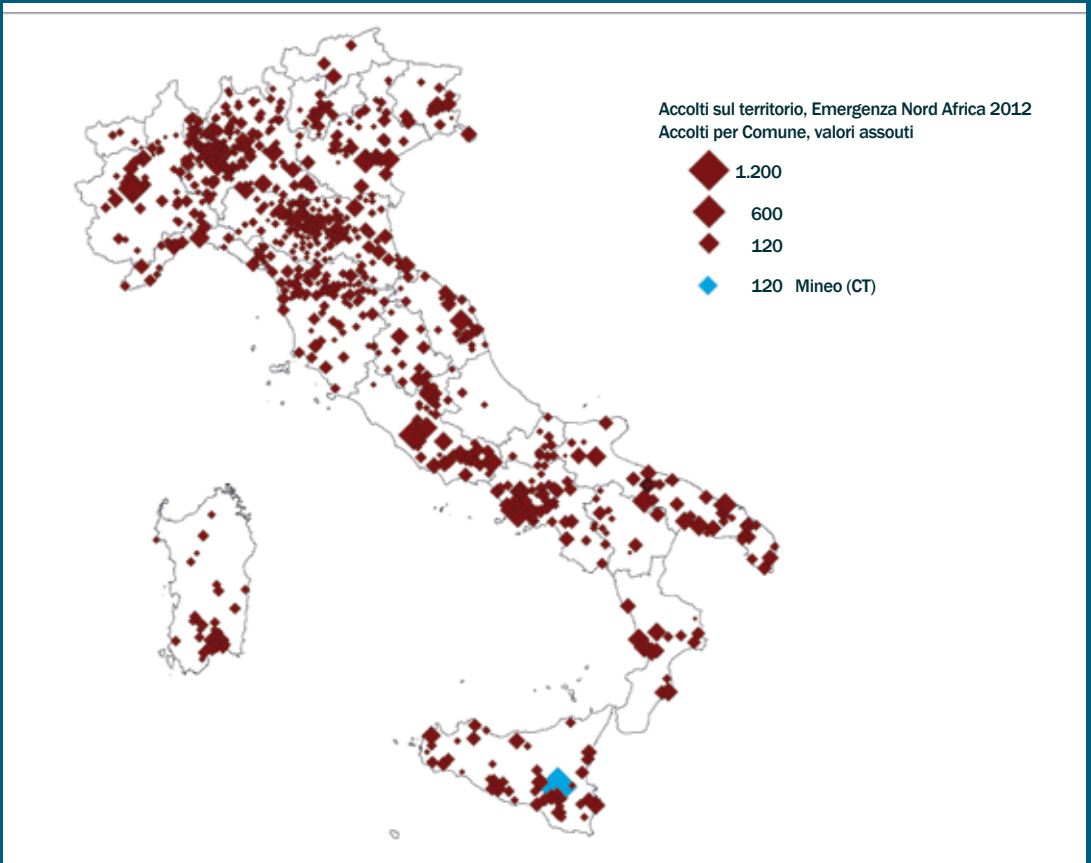 Accolti sul territorio, Emergenza Nord Africa 2012
Accolti per Comune, valori assouti
1.200
600
120
120 Mineo (CT)